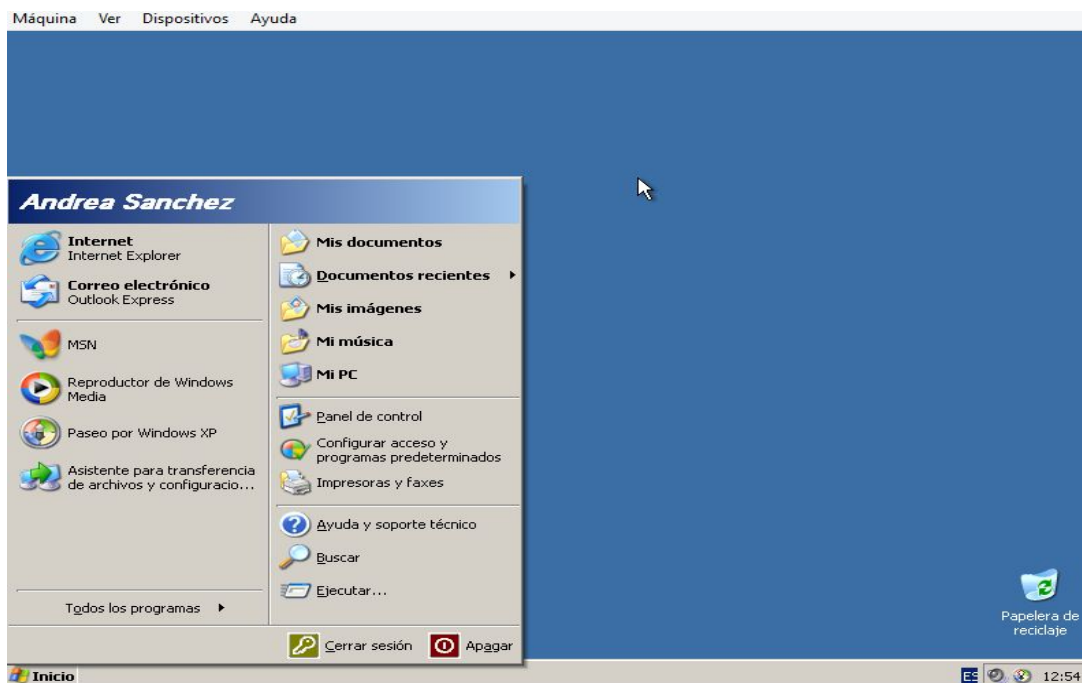 Máquina Ver Dispositivos Ayuda
Andrea Sanchez
Internet
Internet Explorer
Correo electrónico
Outlook Express
MSN
Reproductor de Windows
Media
Paseo por Windows XP
Asistente para transferencia
de archivos y configuracio...
Todos los programas
Mis documentos
Documentos recientes
Mis imágenes
Mi música
Mi PC
Panel de control
Configurar acceso y
programas predeterminados
Impresoras y faxes
Ayuda y soporte técnico
Buscar
Ejecutar...
Cerrar sesión Apagar
Papelera de
reciclaje
Inicio ES 12:54